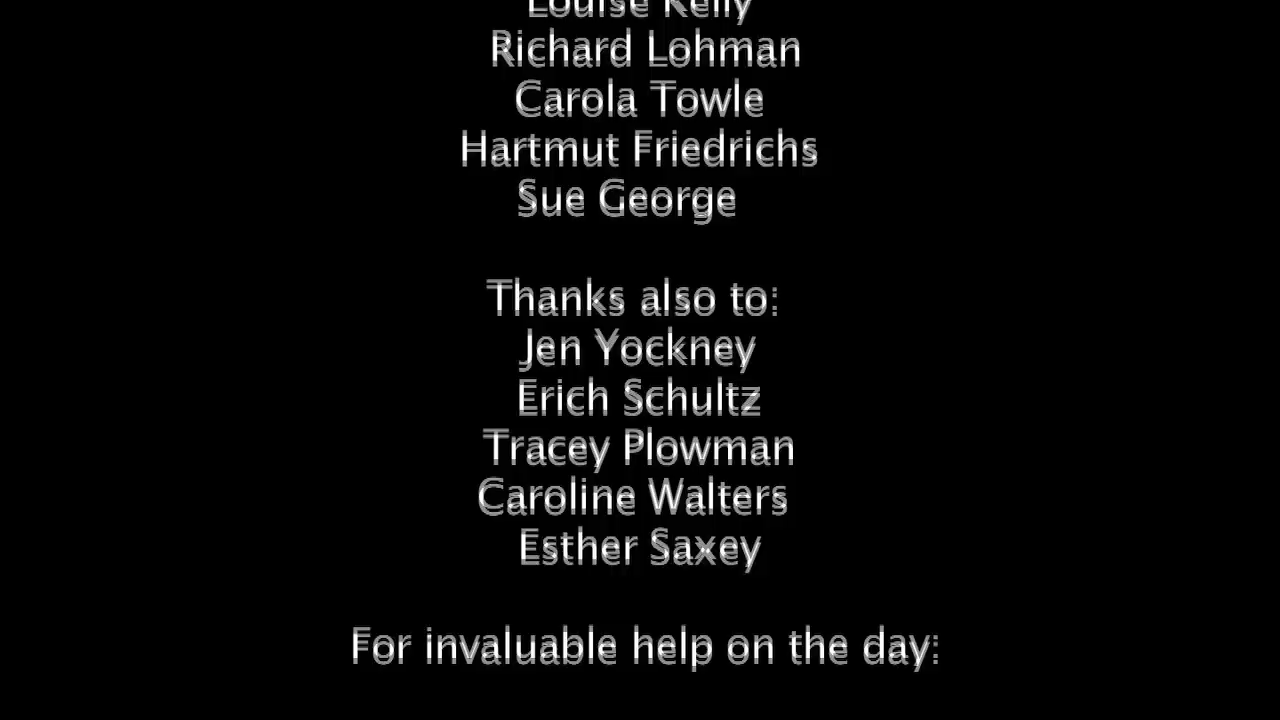 Louise Kelly
Richard Lohman
Carola Towle
Hartmut Friedrichs
Sue George
Thanks also to:
Jen Yockney
Erich Schultz
Tracey Plowman
Caroline Walters
Esther Saxey
For invaluable help on the day: